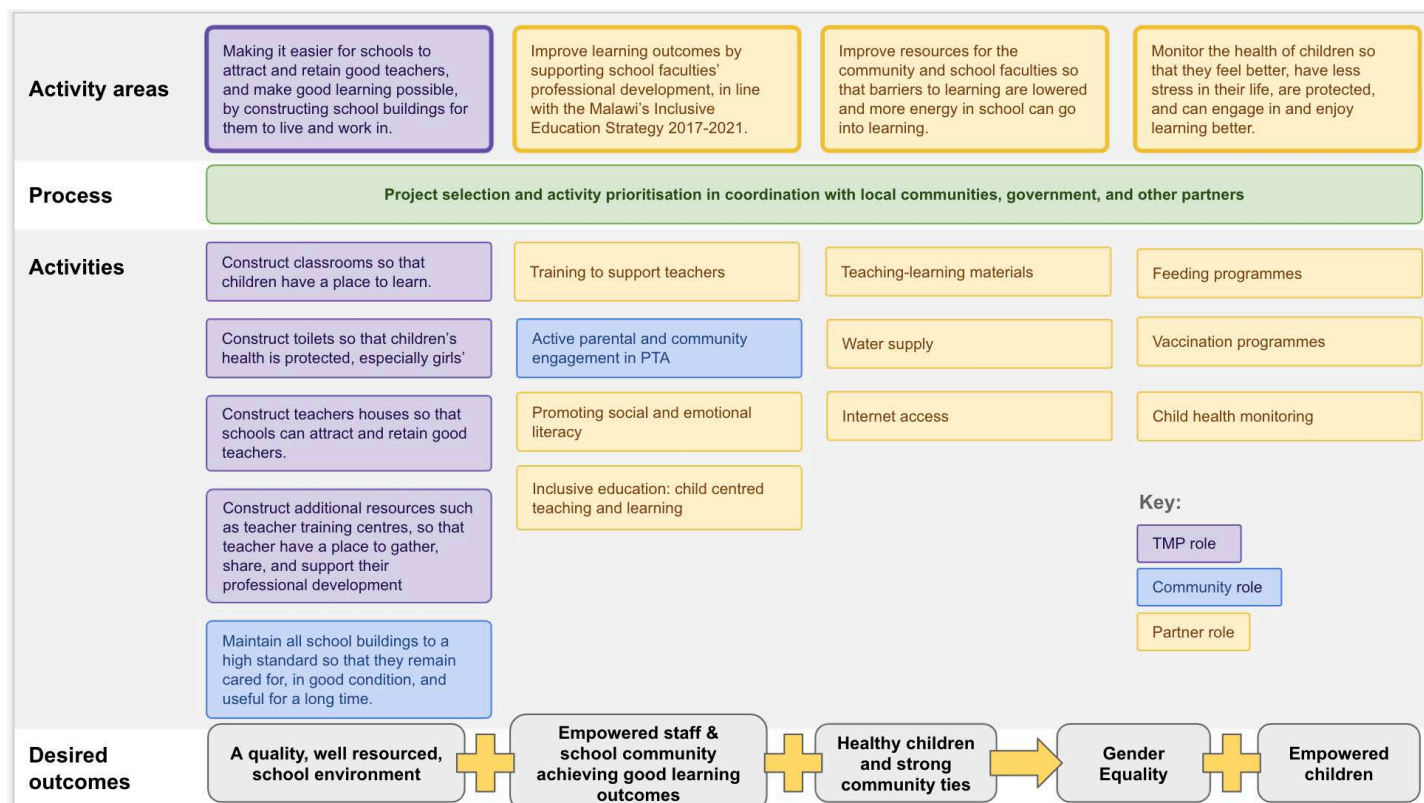 Activity areas
Making it easier for schools to
attract and retain good teachers,
and make good learning possible,
by constructing school buildings for
them to live and work in.
Improve learning outcomes by
supporting school faculties'
professional development, in line
with the Malawi's Inclusive
Education Strategy 2017-2021.
Improve resources for the
community and school faculties so
that barriers to learning are lowered
and more energy in school can go
into learning.
Monitor the health of children so
that they feel better, have less
stress in their life, are protected,
and can engage in and enjoy
learning better.
Process
Project selection and activity prioritisation in coordination with local communities, government, and other partners
Activities
Construct classrooms so that
children have a place to learn.
Construct toilets so that children's
health is protected, especially girls'
Construct teachers houses so that
schools can attract and retain good
teachers.
Construct additional resources such
as teacher training centres, so that
teacher have a place to gather,
share, and support their
professional development
Maintain all school buildings to a
high standard so that they remain
cared for, in good condition, and
useful for a long time.
Training to support teachers
Active parental and community
engagement in PTA
Promoting social and emotional
literacy
Inclusive education: child centred
teaching and learning
Teaching-learning materials
Water supply
Internet access
Feeding programmes
Vaccination programmes
Child health monitoring
Key:
TMP role
Community role
Partner role
Desired
outcomes
A quality, well resourced,
school environment
Empowered staff &
school community
achieving good learning
outcomes
Healthy children
and strong
community ties
Gender
Equality
Empowered
children